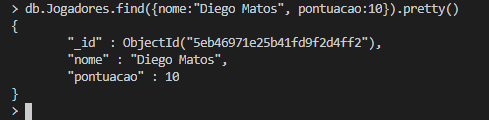 > db.Jogadores.find({nome:"Diego Matos", pontuacao:10}).pretty()
{
        "_id" : ObjectId("5eb46971e25b41fd9f2d4ff2"),
        "nome" : "Diego Matos",
        "pontuacao" : 10
}
>